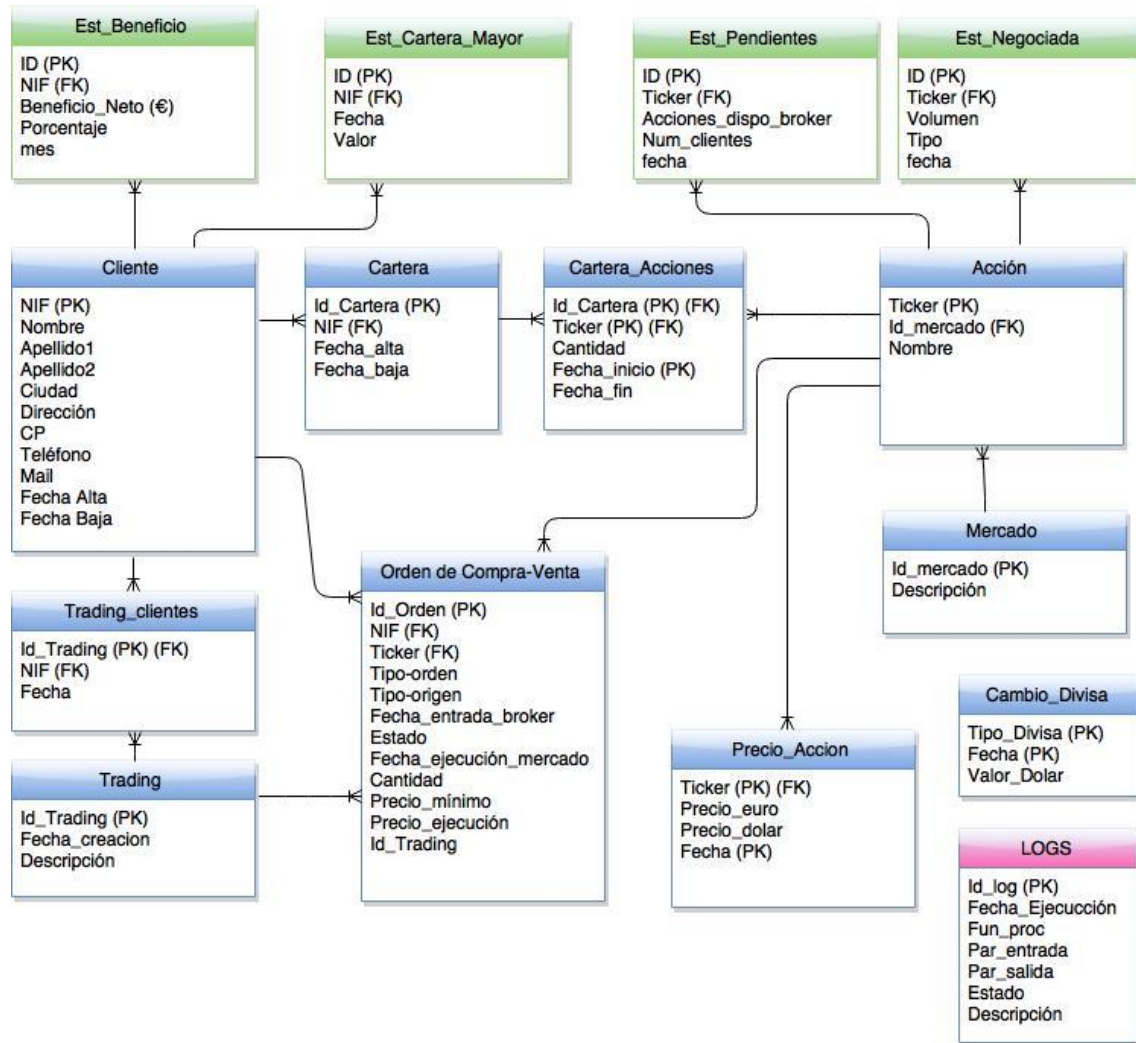 Est_Beneficio
ID (PK)
NIF (FK)
Beneficio_Neto (€)
Porcentaje
mes
Est_Cartera_Mayor
ID (PK)
NIF (FK)
Fecha
Valor
Est_Pendientes
ID (PK)
Ticker (FK)
Acciones_dispo_broker
Num_clientes
fecha
Est_Negociada
ID (PK)
Ticker (FK)
Volumen
Tipo
fecha
Cliente
NIF (PK)
Nombre
Apellido1
Apellido2
Ciudad
Dirección
CP
Teléfono
Mail
Fecha Alta
Fecha Baja
Cartera
Id_Cartera (PK)
NIF (FK)
Fecha_alta
Fecha_baja
Cartera_Acciones
Id_Cartera (PK) (FK)
Ticker (PK) (FK)
Cantidad
Fecha_inicio (PK)
Fecha_fin
Acción
Ticker (PK)
Id_mercado (FK)
Nombre
Mercado
Id_mercado (PK)
Descripción
Trading_clientes
Id_Trading (PK) (FK)
NIF (FK)
Fecha
Orden de Compra-Venta
Id_Orden (PK)
NIF (FK)
Ticker (FK)
Tipo-orden
Tipo-origen
Fecha_entrada_broker
Estado
Fecha_ejecución_mercado
Cantidad
Precio_mínimo
Precio_ejecución
Id_Trading
Trading
Id_Trading (PK)
Fecha_creacion
Descripción
Precio_Accion
Ticker (PK) (FK)
Precio_euro
Precio_dolar
Fecha (PK)
Cambio_Divisa
Tipo_Divisa (PK)
Fecha (PK)
Valor_Dolar
LOGS
Id_log (PK)
Fecha_Ejecucción
Fun_proc
Par_entrada
Par_salida
Estado
Descripción